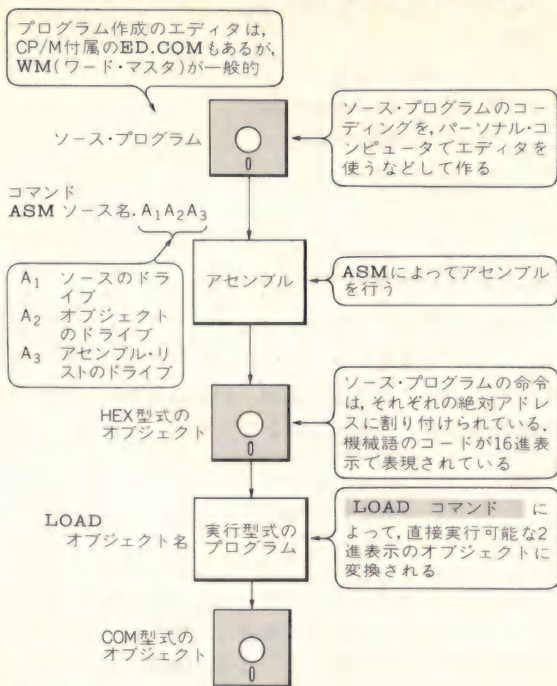 プログラム作成のエディタは,
CP/M付属のED.COMもあるが,
WM(ワード・マスタ)が一般的
ソース・プログラム
ソース・プログラムのコー
ディングを,パーソナル・コ
ンピュータでエディタを
使うなどして作る
コマンド
ASM ソース名.A₁A₂A₃
A₁ ソースのドラ
イブ
A₂ オブジェクト
のドライブ
A₃ アセンブル・リ
ストのドライブ
アセンブル
ASMによってアセンブル
を行う
HEX型式の
オブジェクト
ソース・プログラムの命令
は,それぞれの絶対アドレ
スに割り付けられている.
機械語のコードが16進表
示で表現されている
LOAD
オブジェクト名
実行型式の
プログラム
LOAD コマンド に
よって,直接実行可能な2
進表示のオブジェクトに
変換される
COM型式の
オブジェクト